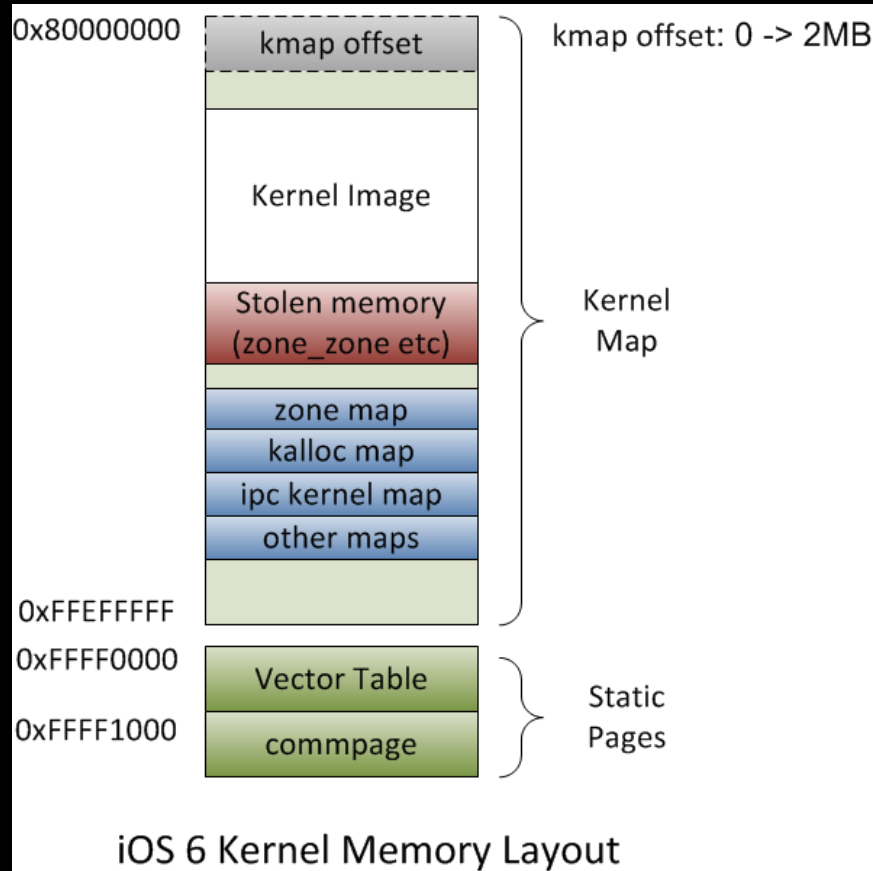 0x80000000
kmap offset
kmap offset: 0 -> 2MB
Kernel Image
Kernel
Map
Stolen memory
(zone_zone etc)
zone map
kalloc map
ipc kernel map
other maps
0xFFEFFFFF
0xFFFF0000
Vector Table
Static
Pages
0xFFFF1000
commpage
iOS 6 Kernel Memory Layout